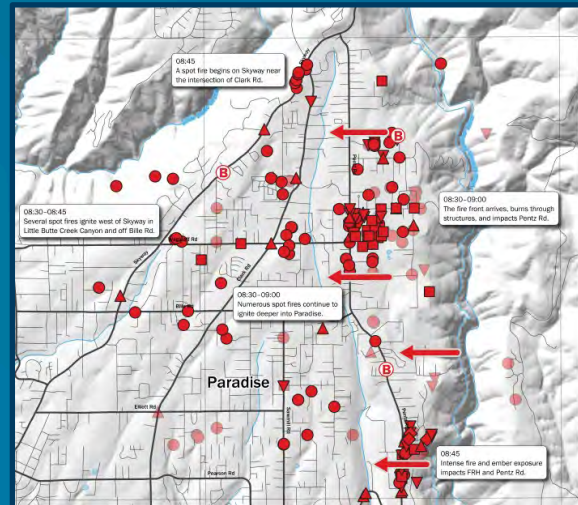 08:45
A spot fire begins on Skyway near
the intersection of Clark Rd.
B
B
08:30–08:45
Several spot fires ignite west of Skyway in
Little Butte Creek Canyon and off Bille Rd.
08:30–09:00
The fire front arrives, burns through
structures, and impacts Pentz Rd.
Skyway
Clark Rd
08:30–09:00
Numerous spot fires continue to
ignite deeper into Paradise.
Bille Rd
B
Paradise
Elliott Rd
Sawmill Rd
Pearson Rd
08:45
Intense fire and ember exposure
impacts FRH and Pentz Rd.